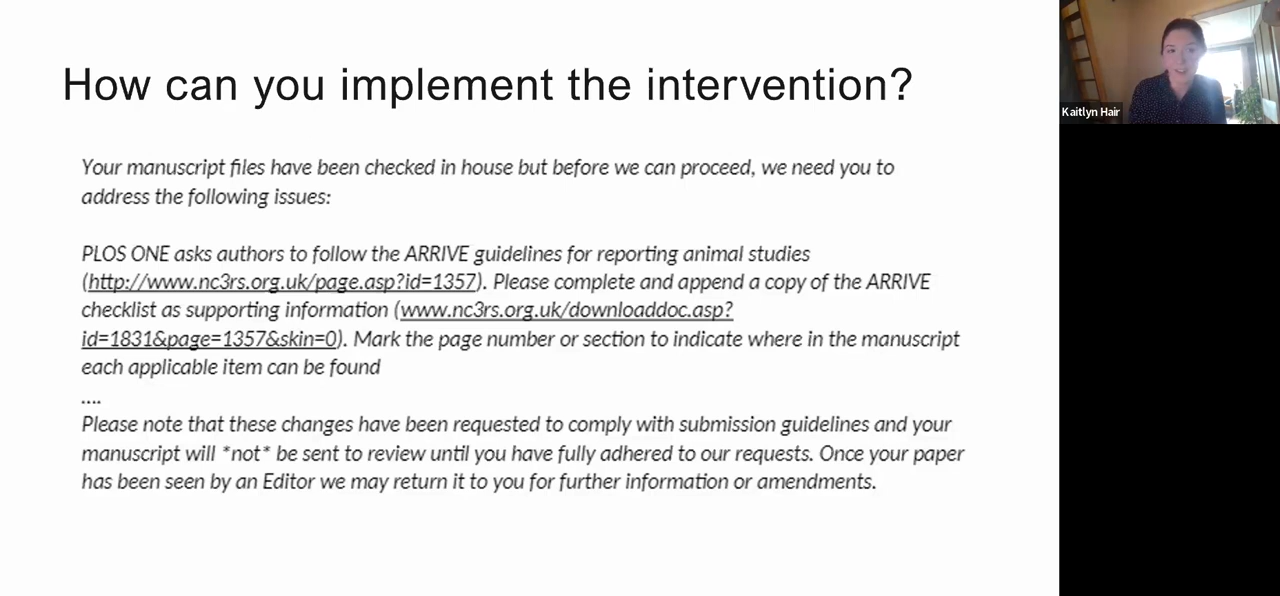 How can you implement the intervention?
Kaitlyn Hair
Your manuscript files have been checked in house but before we can proceed, we need you to
address the following issues:
PLOS ONE asks authors to follow the ARRIVE guidelines for reporting animal studies
(http://www.nc3rs.org.uk/page.asp?id=1357). Please complete and append a copy of the ARRIVE
checklist as supporting information (www.nc3rs.org.uk/downloaddoc.asp?
id=1831&page=1357&skin=0). Mark the page number or section to indicate where in the manuscript
each applicable item can be found
....
Please note that these changes have been requested to comply with submission guidelines and your
manuscript will *not* be sent to review until you have fully adhered to our requests. Once your paper
has been seen by an Editor we may return it to you for further information or amendments.